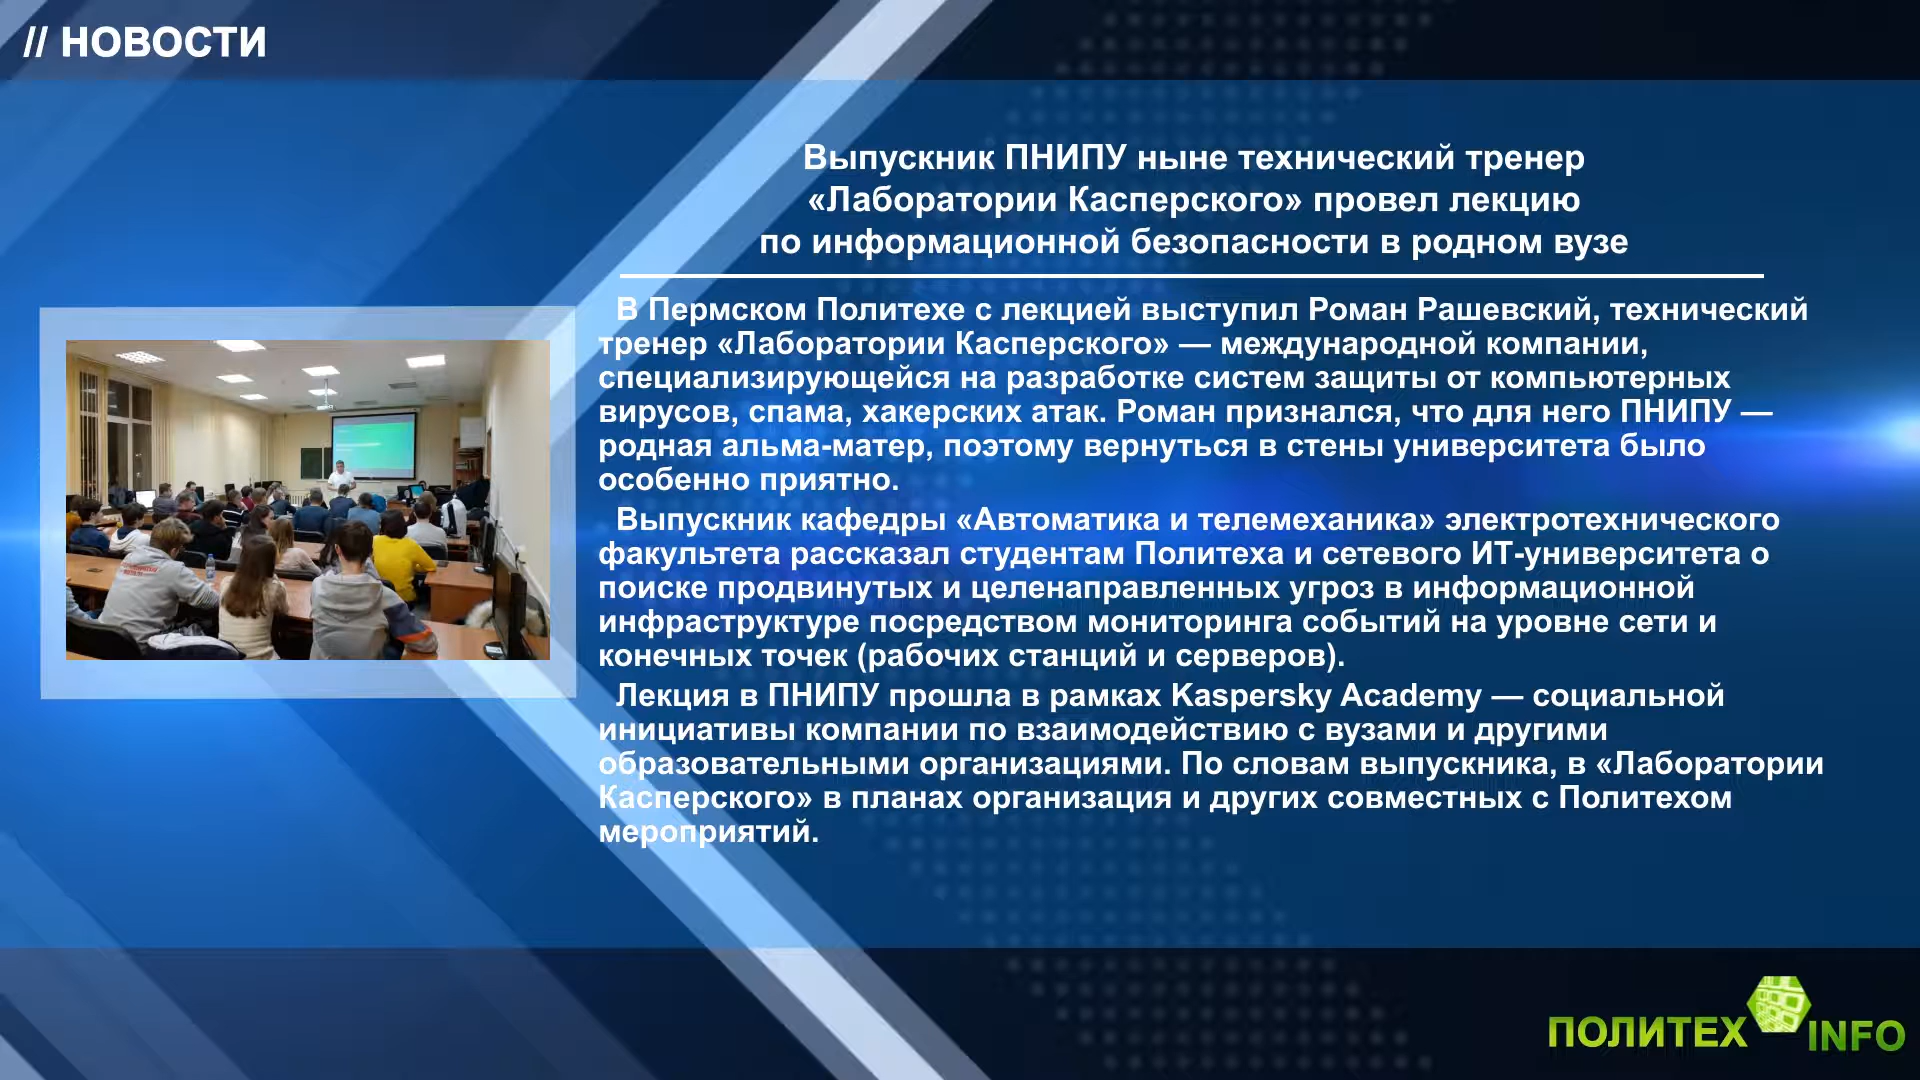 // НОВОСТИ
Выпускник ПНИПУ ныне технический тренер
«Лаборатории Касперского» провел лекцию
по информационной безопасности в родном вузе
В Пермском Политехе с лекцией выступил Роман Рашевский, технический
тренер «Лаборатории Касперского» — международной компании,
специализирующейся на разработке систем защиты от компьютерных
вирусов, спама, хакерских атак. Роман признался, что для него ПНИПУ —
родная альма-матер, поэтому вернуться в стены университета было
особенно приятно.
Выпускник кафедры «Автоматика и телемеханика» электротехнического
факультета рассказал студентам Политеха и сетевого ИТ-университета о
поиске продвинутых и целенаправленных угроз в информационной
инфраструктуре посредством мониторинга событий на уровне сети и
конечных точек (рабочих станций и серверов).
Лекция в ПНИПУ прошла в рамках Kaspersky Academy — социальной
инициативы компании по взаимодействию с вузами и другими
образовательными организациями. По словам выпускника, в «Лаборатории
Касперского» в планах организация и других совместных с Политехом
мероприятий.
ПОЛИТЕХ INFO